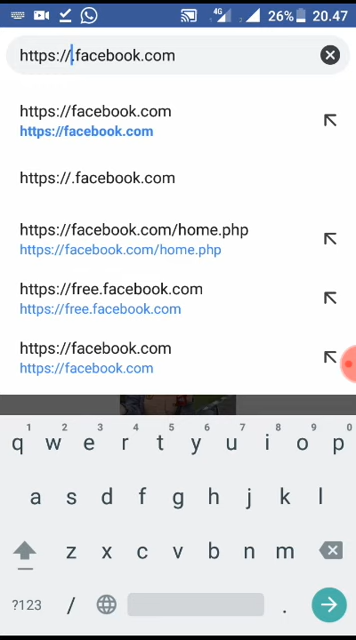 4G 26% 20.47
https://.facebook.com
https://facebook.com
https://facebook.com
https://.facebook.com
https://facebook.com/home.php
https://facebook.com/home.php
https://free.facebook.com
https://free.facebook.com
https://facebook.com
https://facebook.com
1 2 3 4 5 6 7 8 9 0
q w e r t y u i o p
a s d f g h j k l
z x c v b n m
?123 / .